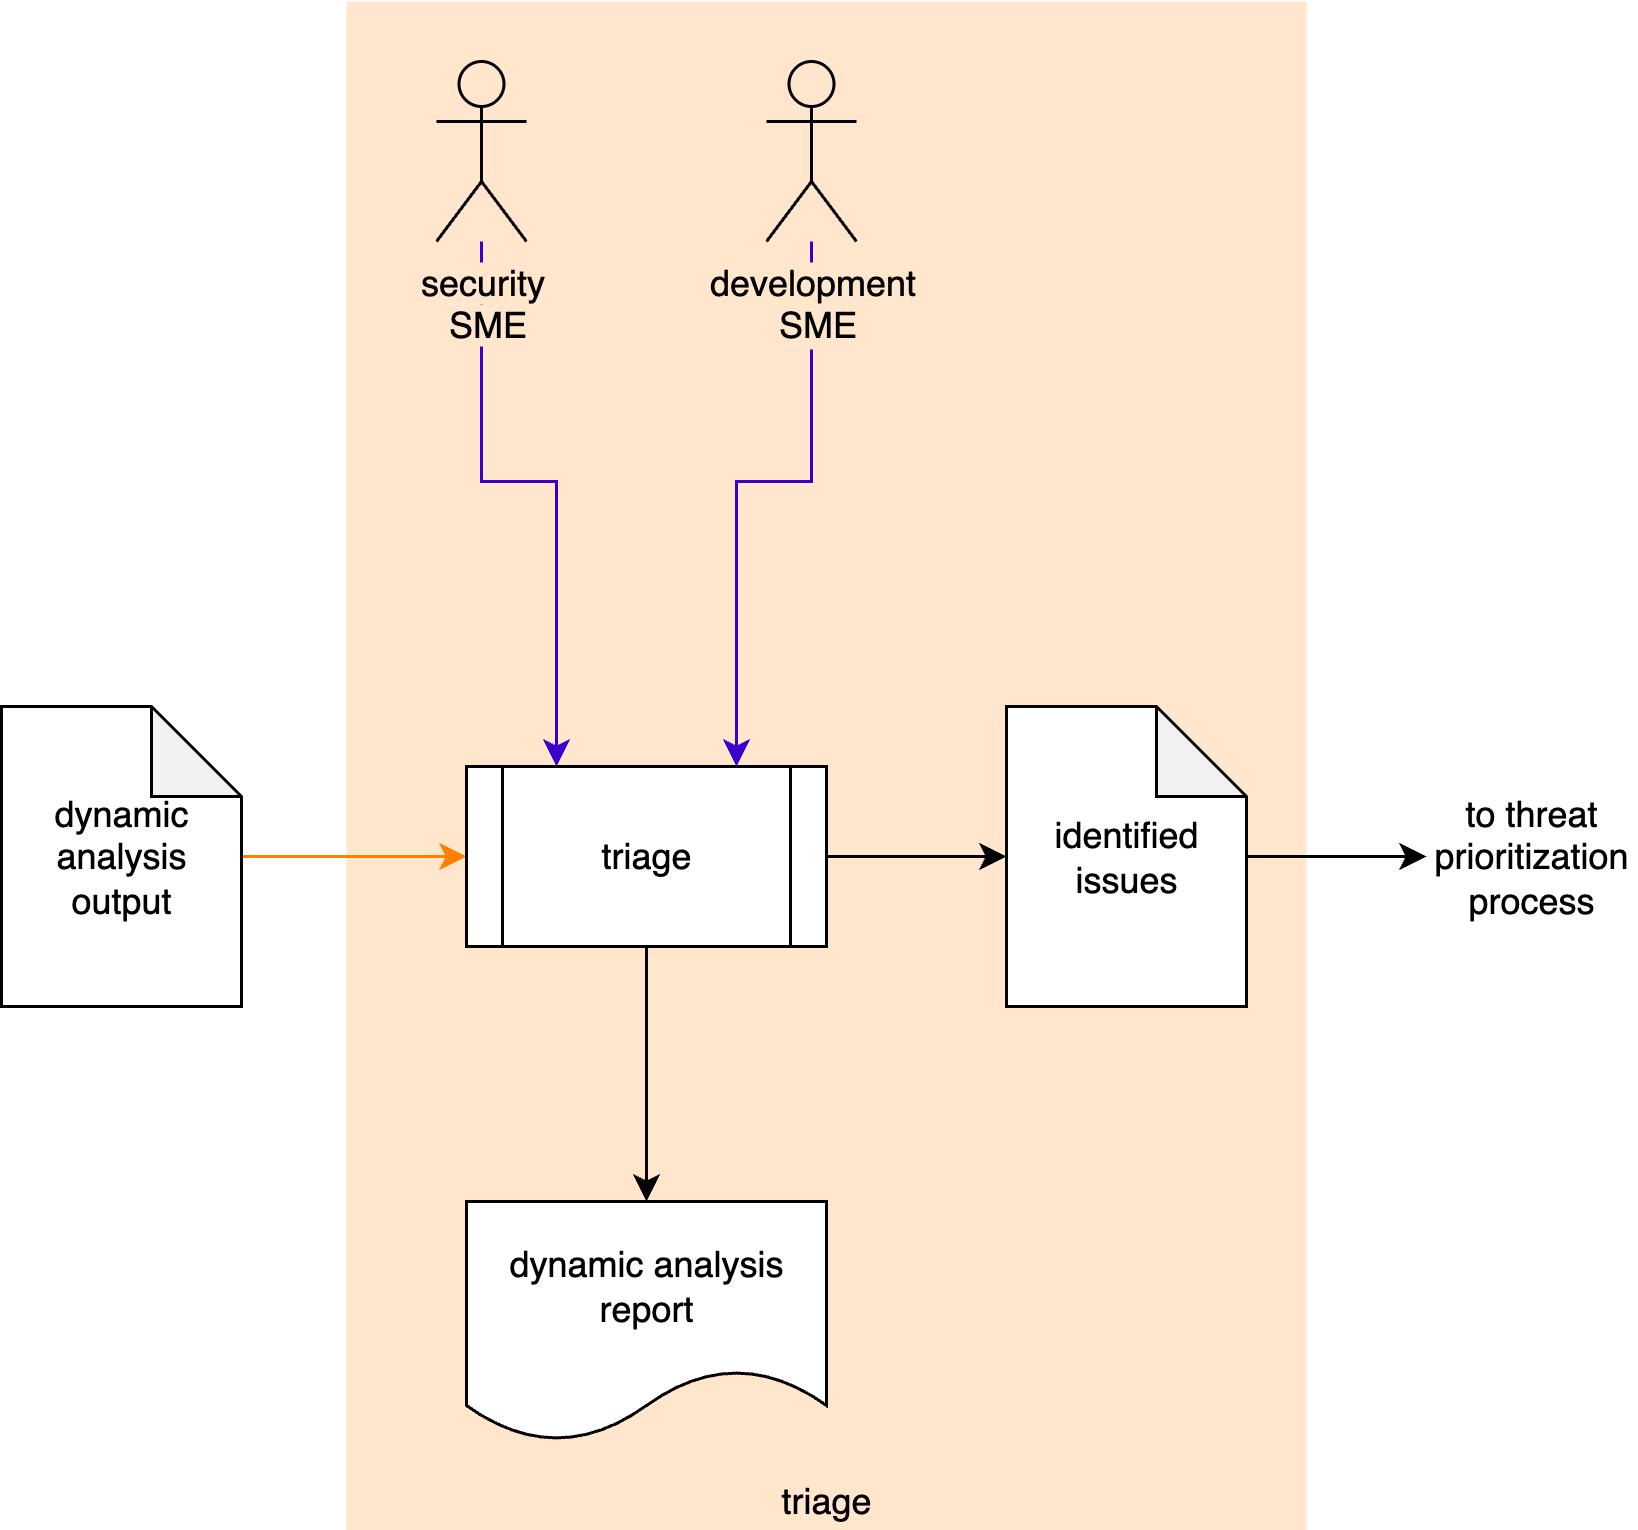 security
SME
development
SME
dynamic
analysis
output
triage
identified
issues
to threat
prioritization
process
dynamic analysis
report
triage